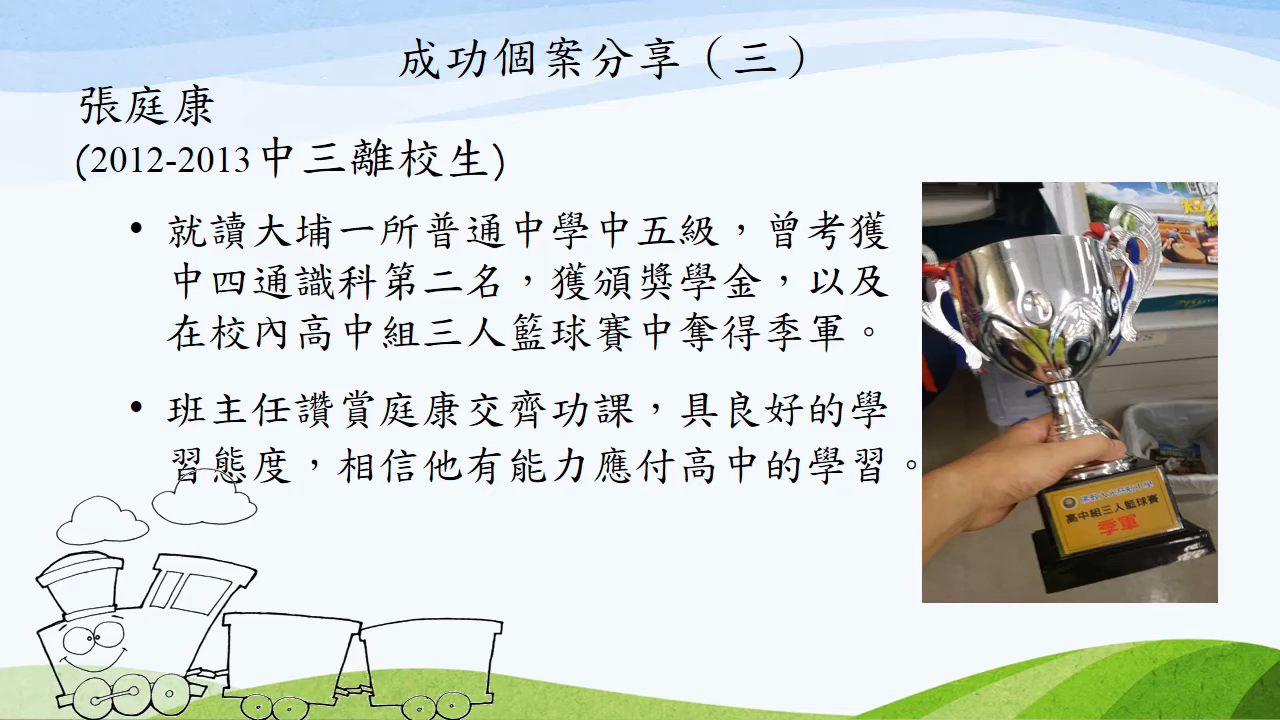 成功個案分享（三）
張庭康
(2012-2013中三離校生)
• 就讀大埔一所普通中學中五級，曾考獲
中四通識科第二名，獲頒獎學金，以及
在校內高中組三人籃球賽中奪得季軍。
• 班主任讚賞庭康交齊功課，具良好的學
習態度，相信他有能力應付高中的學習。
高中組三人籃球賽